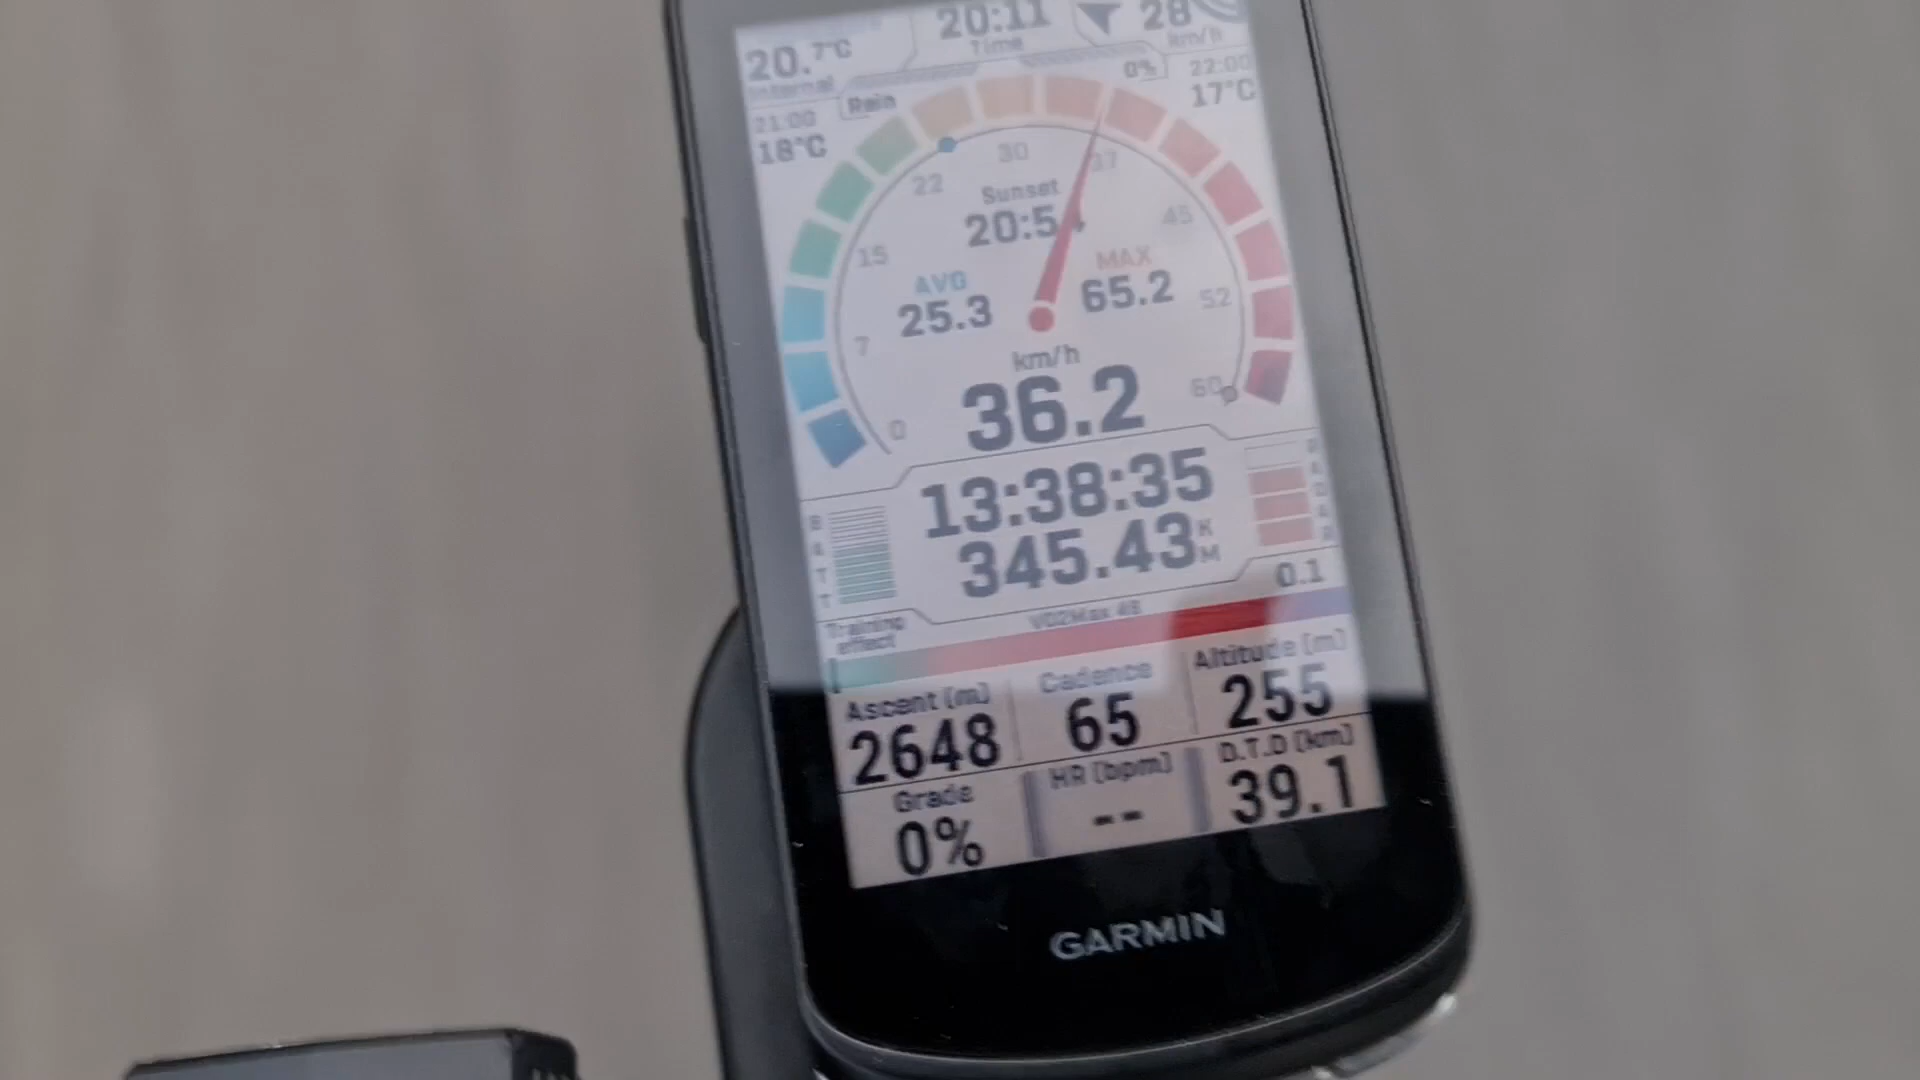 20.7°C
Internal
20:11
Time
28
km/h
21:00
18°C
Rain
0%
22:00
17°C
0
7
15
22
30
37
45
52
60
Sunset
20:54
AVG
25.3
MAX
65.2
km/h
36.2
13:38:35
345.43 KM
BATT
0.1
Training
effect
VO2Max 48
Ascent (m)
2648
Cadence
65
Altitude (m)
255
Grade
0%
HR (bpm)
--
D.T.D (km)
39.1
GARMIN